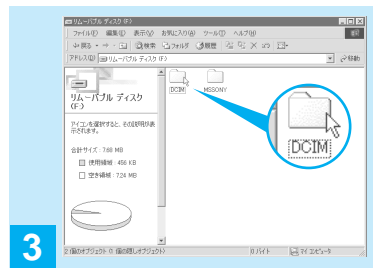 リムーバブル ディスク (F:)
ファイル(F) 編集(E) 表示(V) お気に入り(A) ツール(T) ヘルプ(H)
戻る 検索 フォルダ 履歴
アドレス(D) リムーバブル ディスク (F:) 移動
リムーバブル ディスク
(F:)
アイコンを選択すると、その説明が表
示されます。
合計サイズ : 7.68 MB
使用領域 : 456 KB
空き領域 : 7.24 MB
DCIM MSSONY
DCIM
3
2 個のオブジェクト (1 個の隠しオブジェクト) 0 バイト マイ コンピュータ